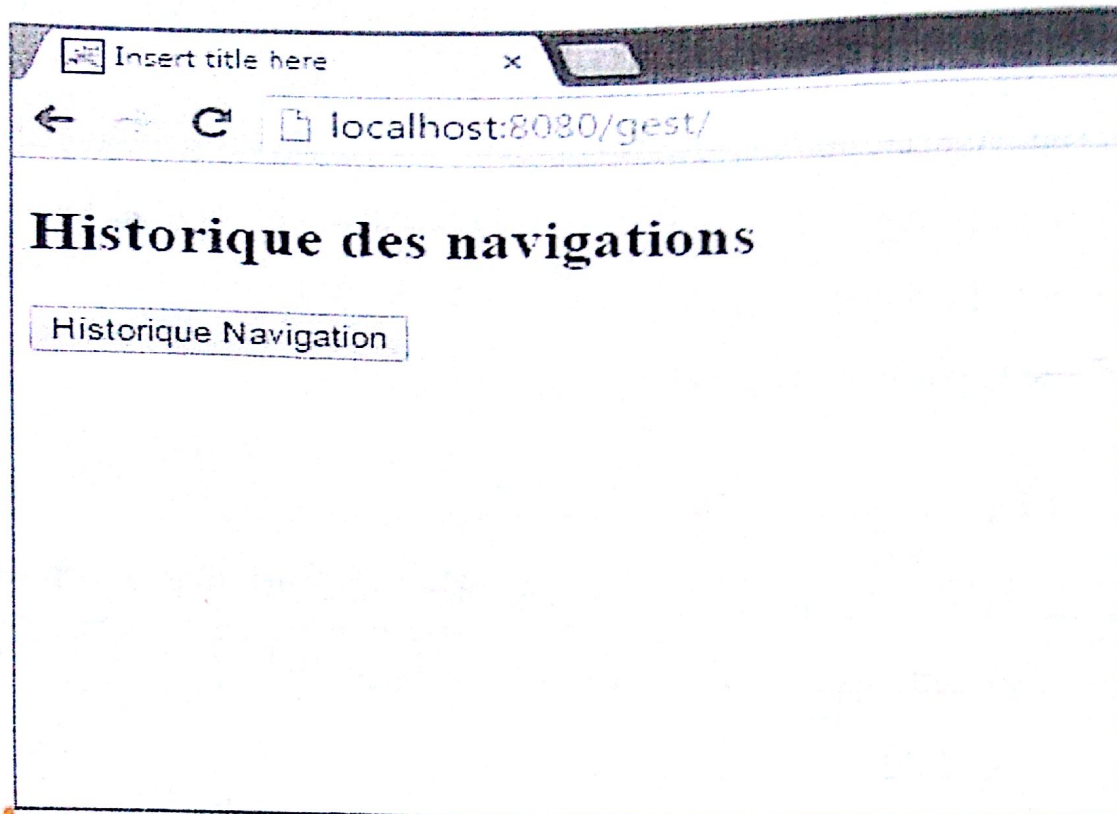 Insert title here
localhost:8080/gest/
Historique des navigations
Historique Navigation